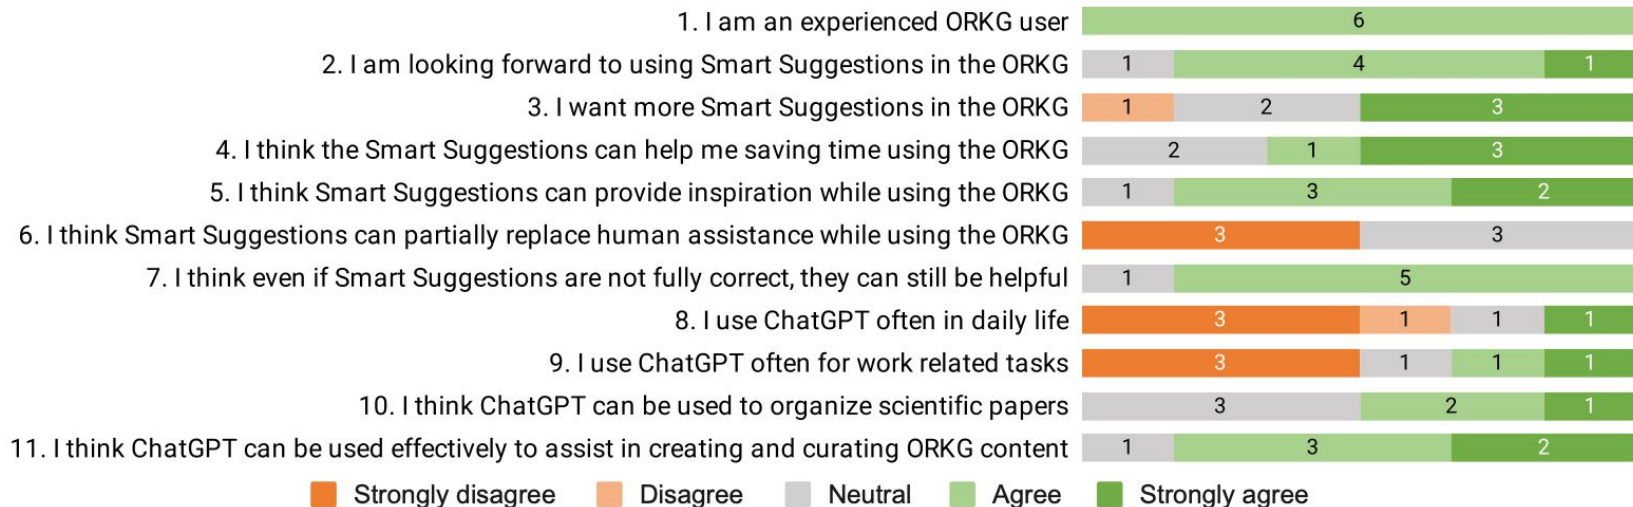 1. I am an experienced ORKG user 6
2. I am looking forward to using Smart Suggestions in the ORKG 1 4 1
3. I want more Smart Suggestions in the ORKG 1 2 3
4. I think the Smart Suggestions can help me saving time using the ORKG 2 1 3
5. I think Smart Suggestions can provide inspiration while using the ORKG 1 3 2
6. I think Smart Suggestions can partially replace human assistance while using the ORKG 3 3
7. I think even if Smart Suggestions are not fully correct, they can still be helpful 1 5
8. I use ChatGPT often in daily life 3 1 1 1
9. I use ChatGPT often for work related tasks 3 1 1 1
10. I think ChatGPT can be used to organize scientific papers 3 2 1
11. I think ChatGPT can be used effectively to assist in creating and curating ORKG content 1 3 2
Strongly disagree Disagree Neutral Agree Strongly agree